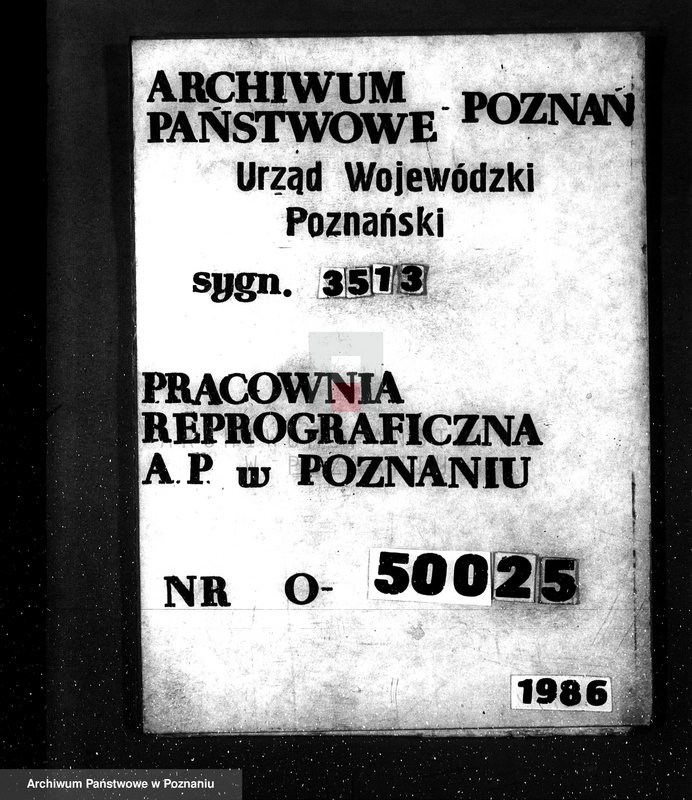 ARCHIWUM
PAŃSTWOWE - POZNAŃ
Urząd Wojewódzki
Poznański
sygn. 3513
PRACOWNIA
REPROGRAFICZNA
A.P. w POZNANIU
NR O- 50025
1986
Archiwum Państwowe w Poznaniu